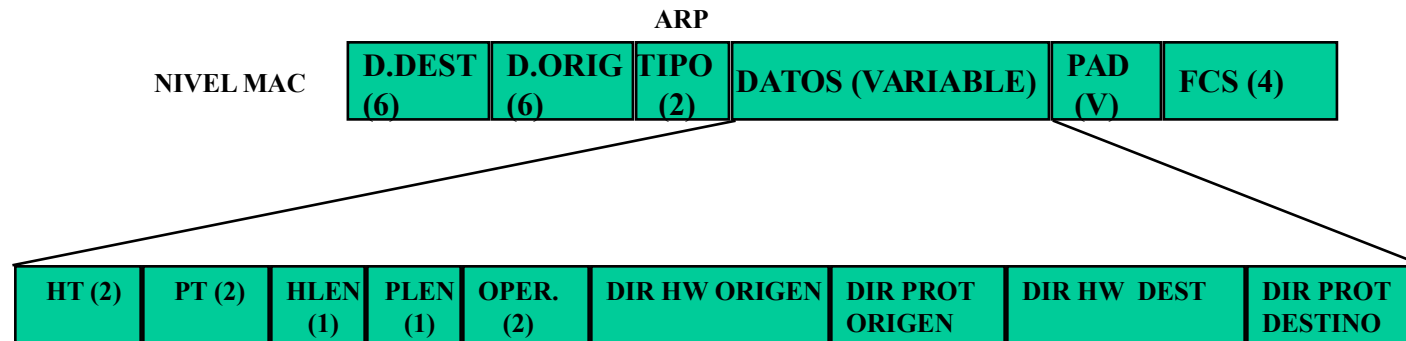 ARP
NIVEL MAC
D.DEST
(6)
D.ORIG
(6)
TIPO
(2)
DATOS (VARIABLE)
PAD
(V)
FCS (4)
HT (2)
PT (2)
HLEN
(1)
PLEN
(1)
OPER.
(2)
DIR HW ORIGEN
DIR PROT
ORIGEN
DIR HW DEST
DIR PROT
DESTINO